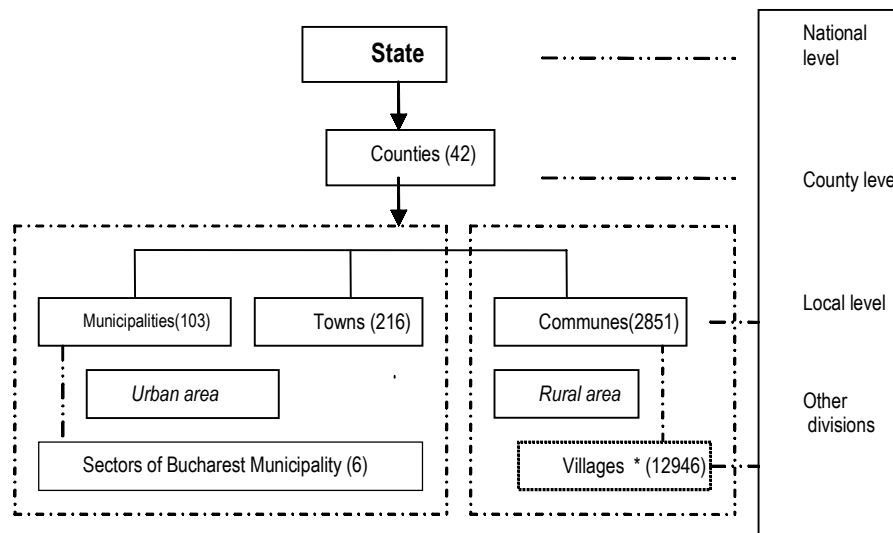 State
National
level
Counties (42)
County level
Municipalities(103)
Towns (216)
Communes(2851)
Local level
Urban area
Rural area
Other
divisions
Sectors of Bucharest Municipality (6)
Villages * (12946)